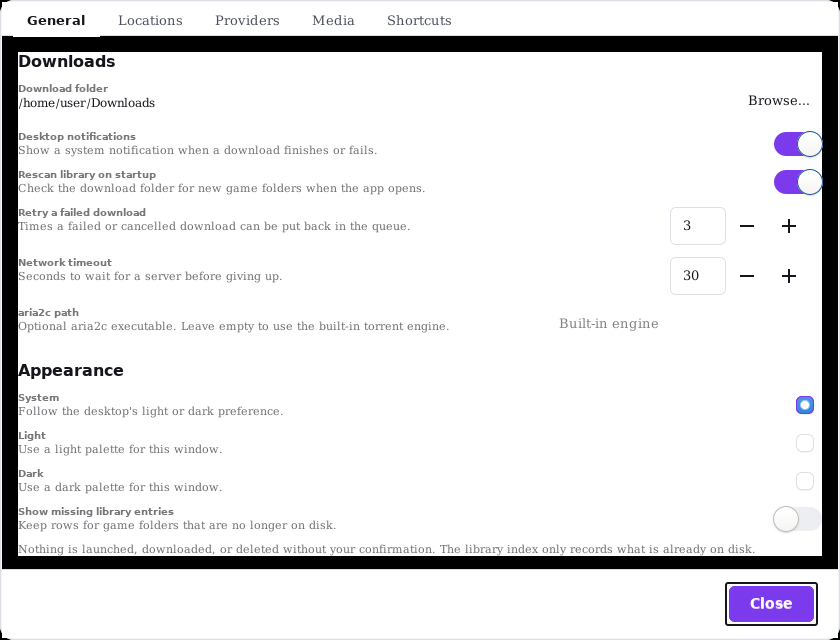 General Locations Providers Media Shortcuts
Downloads
Download folder
/home/user/Downloads
Browse...
Desktop notifications
Show a system notification when a download finishes or fails.
Rescan library on startup
Check the download folder for new game folders when the app opens.
Retry a failed download
Times a failed or cancelled download can be put back in the queue.
3
Network timeout
Seconds to wait for a server before giving up.
30
aria2c path
Optional aria2c executable. Leave empty to use the built-in torrent engine.
Built-in engine
Appearance
System
Follow the desktop's light or dark preference.
Light
Use a light palette for this window.
Dark
Use a dark palette for this window.
Show missing library entries
Keep rows for game folders that are no longer on disk.
Nothing is launched, downloaded, or deleted without your confirmation. The library index only records what is already on disk.
Close